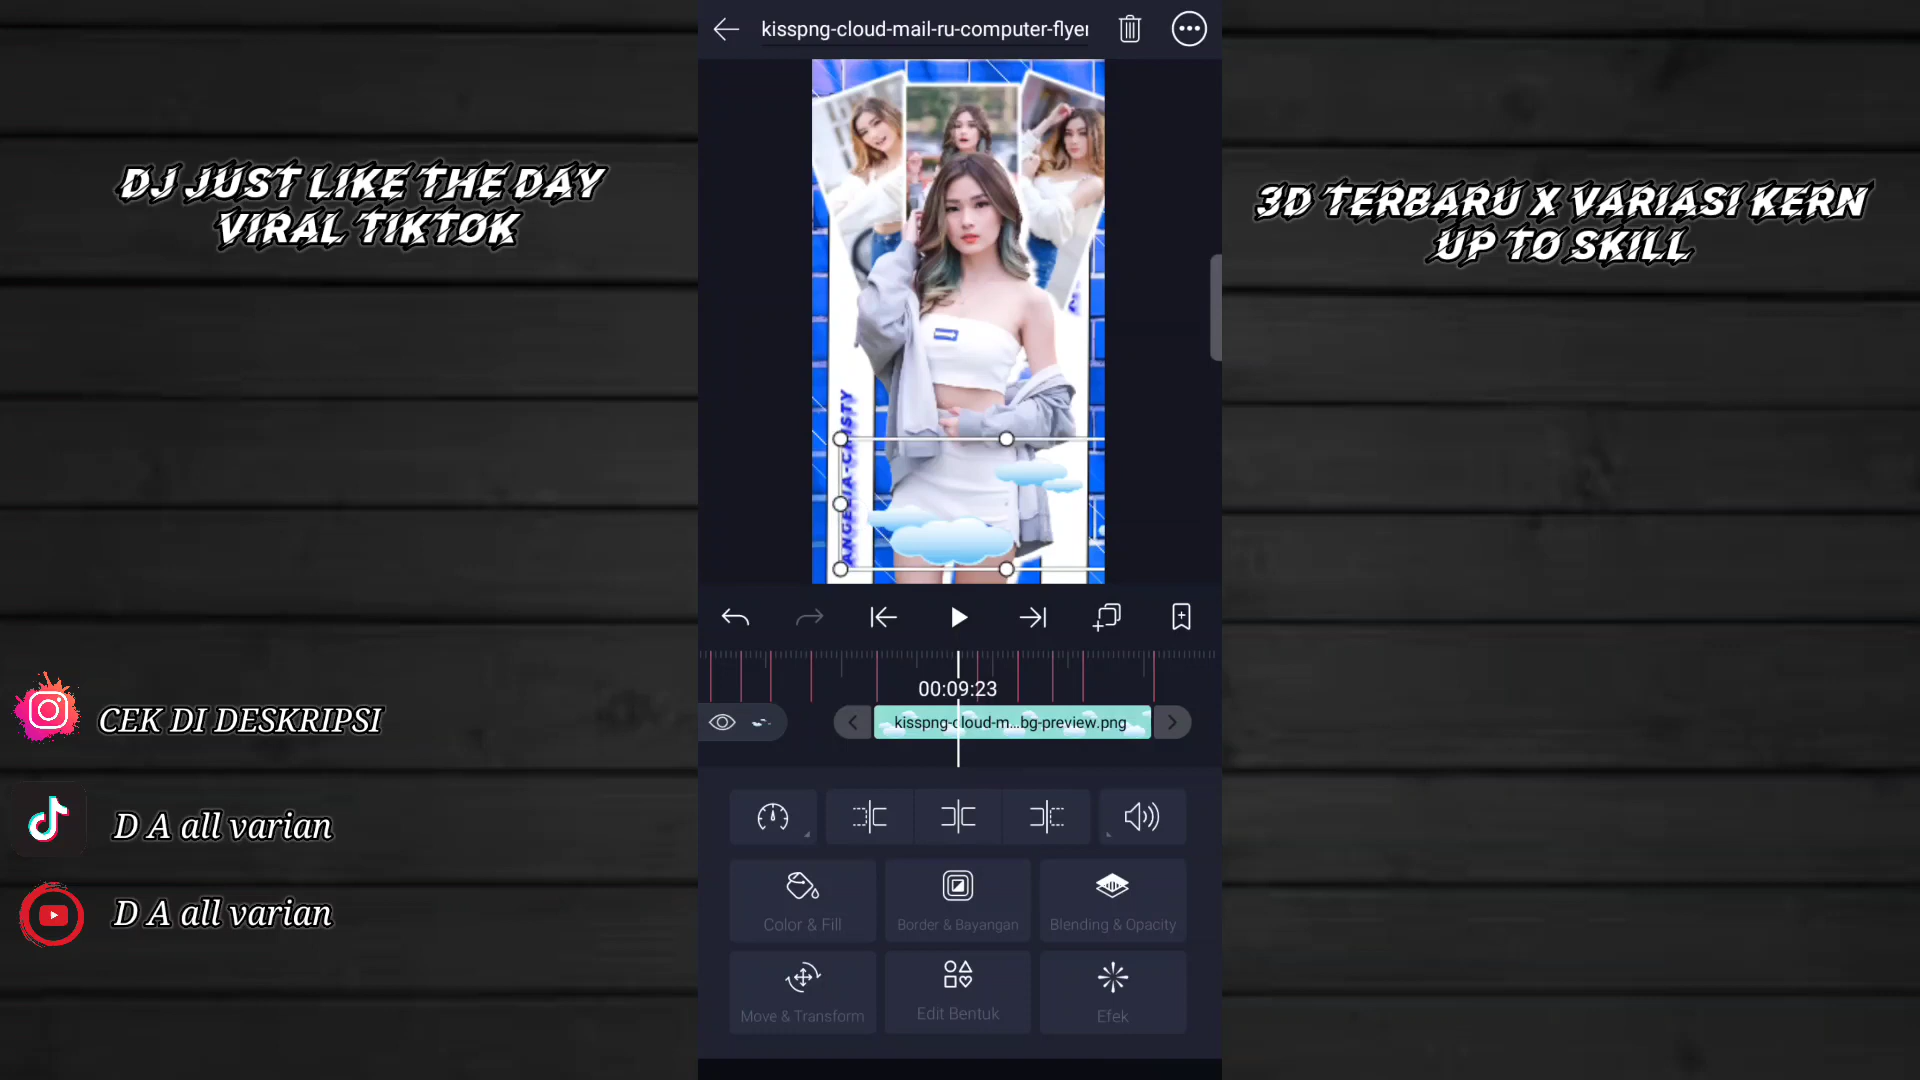 kisspng-cloud-mail-ru-computer-flyer
DJ JUST LIKE THE DAY
VIRAL TIKTOK
3D TERBARU X VARIASI KERN
UP TO SKILL
00:09:23
kisspng-cloud-m...bg-preview.png
CEK DI DESKRIPSI
D A all varian
D A all varian
Color & Fill
Border & Bayangan
Blending & Opacity
Move & Transform
Edit Bentuk
Efek